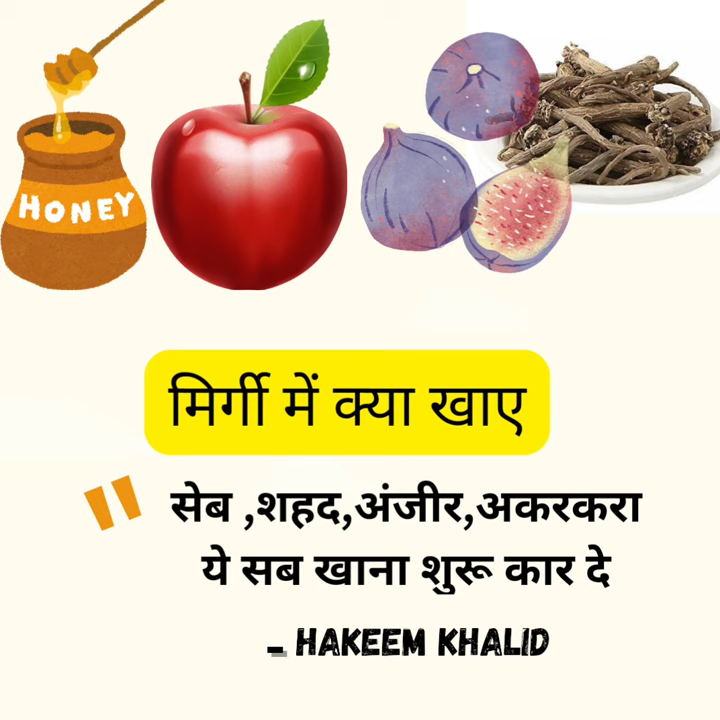 HONEY
मिर्गी में क्या खाए
" सेब ,शहद,अंजीर,अकरकरा
ये सब खाना शुरू कार दे
- HAKEEM KHALID